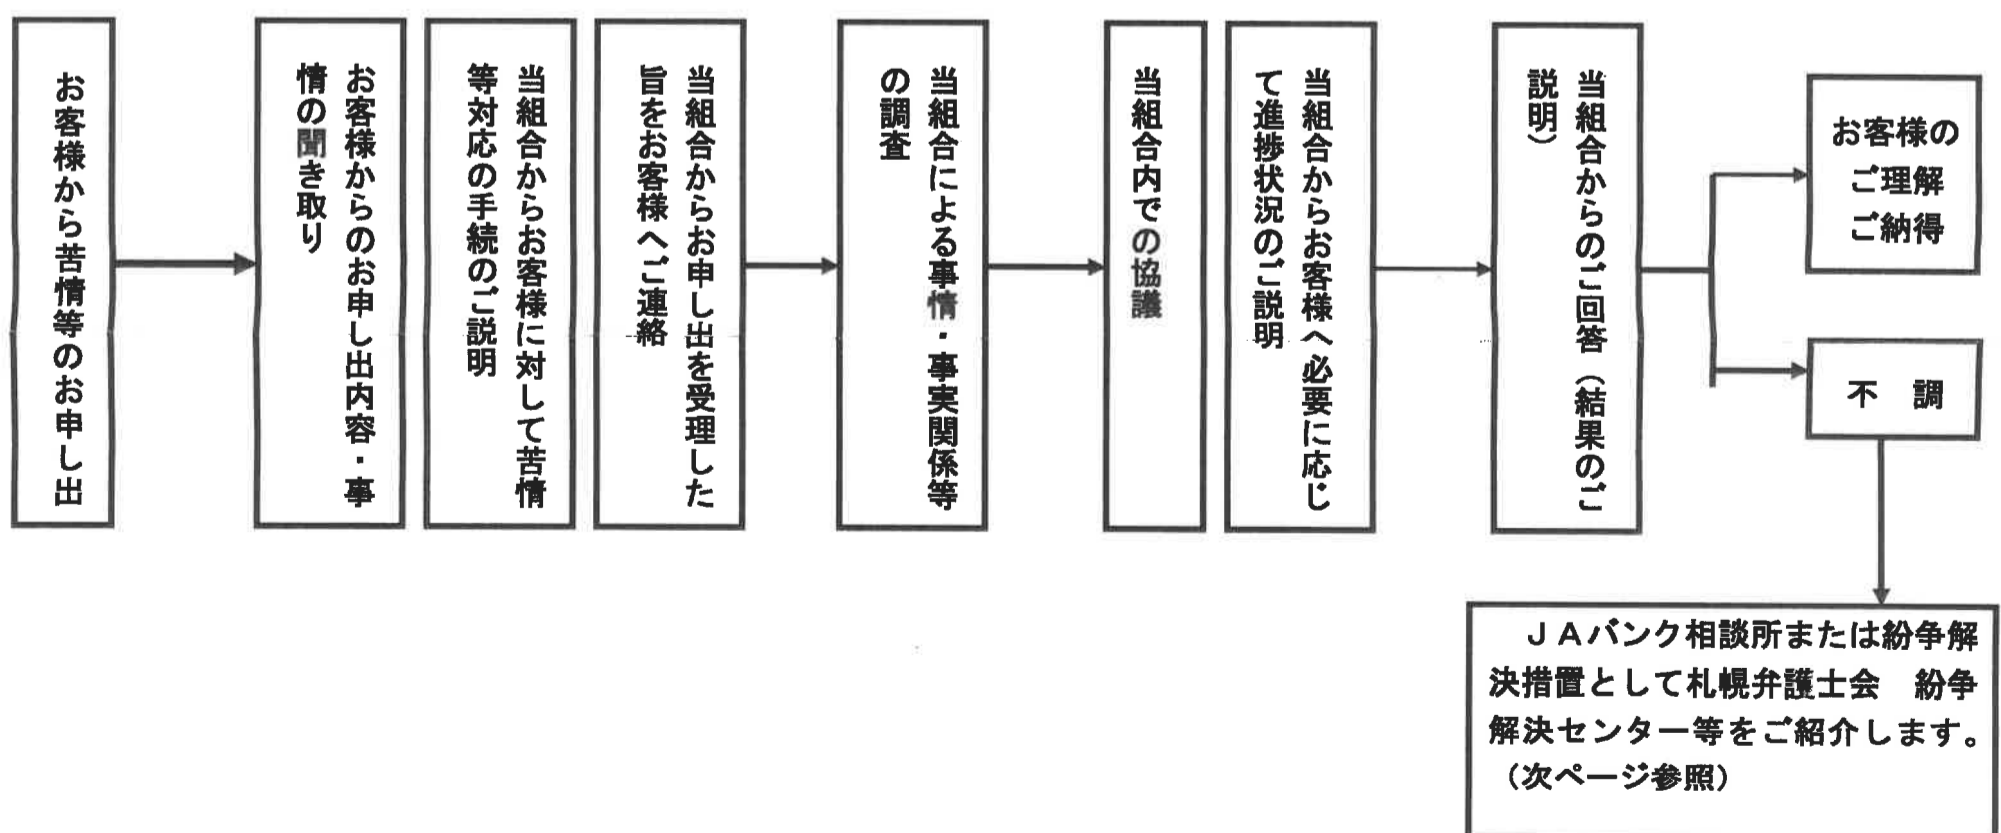 お客様から苦情等のお申し出
お客様からのお申し出内容・事
情の聞き取り
当組合からお客様に対して苦情
等対応の手続のご説明
当組合からお申し出を受理した
旨をお客様へご連絡
当組合による事情・事実関係等
の調査
当組合内での協議
当組合からお客様へ必要に応じ
て進捗状況のご説明
当組合からのご回答（結果のご
説明）
お客様の
ご理解
ご納得
不　調
ＪＡバンク相談所または紛争解
決措置として札幌弁護士会　紛争
解決センター等をご紹介します。
（次ページ参照）